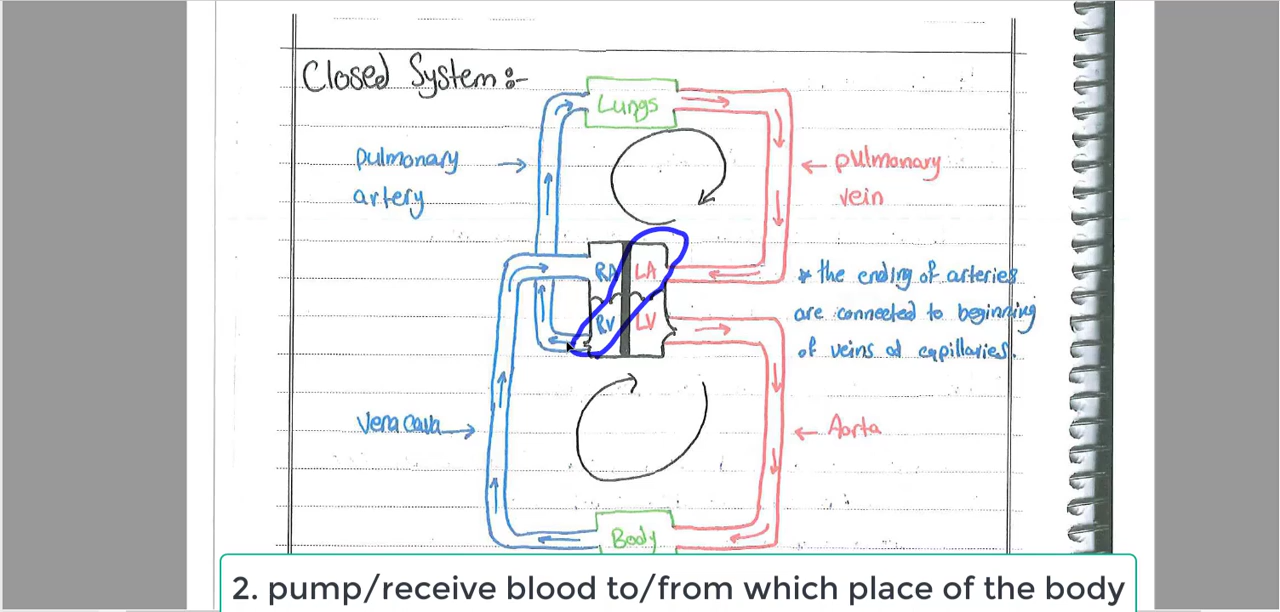 Closed System :-
Lungs
pulmonary
artery
pulmonary
vein
RA LA
RV LV
* the ending of arteries
are connected to beginning
of veins at capillaries.
Vena cava
Aorta
Body
2. pump/receive blood to/from which place of the body